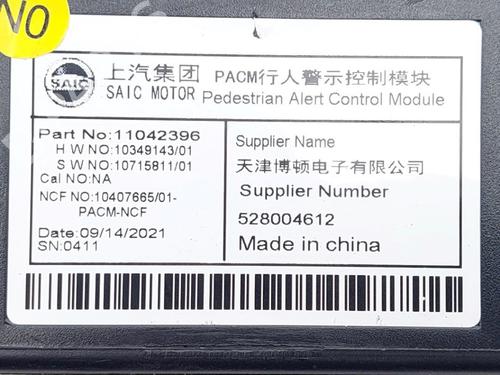 NO
SAIC
上汽集团 PACM行人警示控制模块
SAIC MOTOR Pedestrian Alert Control Module
Part No:11042396
H W NO:10349143/01
S W NO:10715811/01
Cal NO:NA
NCF NO:10407665/01-
PACM-NCF
Date:09/14/2021
SN:0411
Supplier Name
天津博顿电子有限公司
Supplier Number
528004612
Made in china